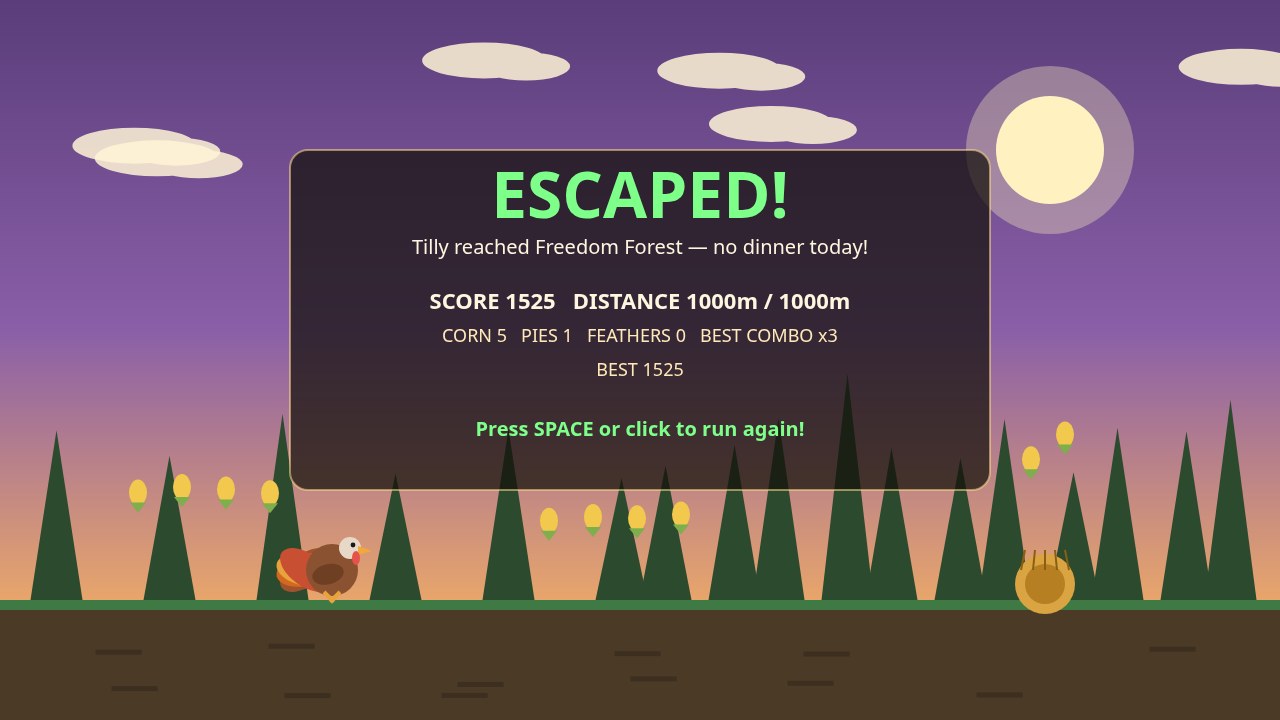 ESCAPED!
Tilly reached Freedom Forest — no dinner today!
SCORE 1525   DISTANCE 1000m / 1000m
CORN 5   PIES 1   FEATHERS 0   BEST COMBO x3
BEST 1525
Press SPACE or click to run again!